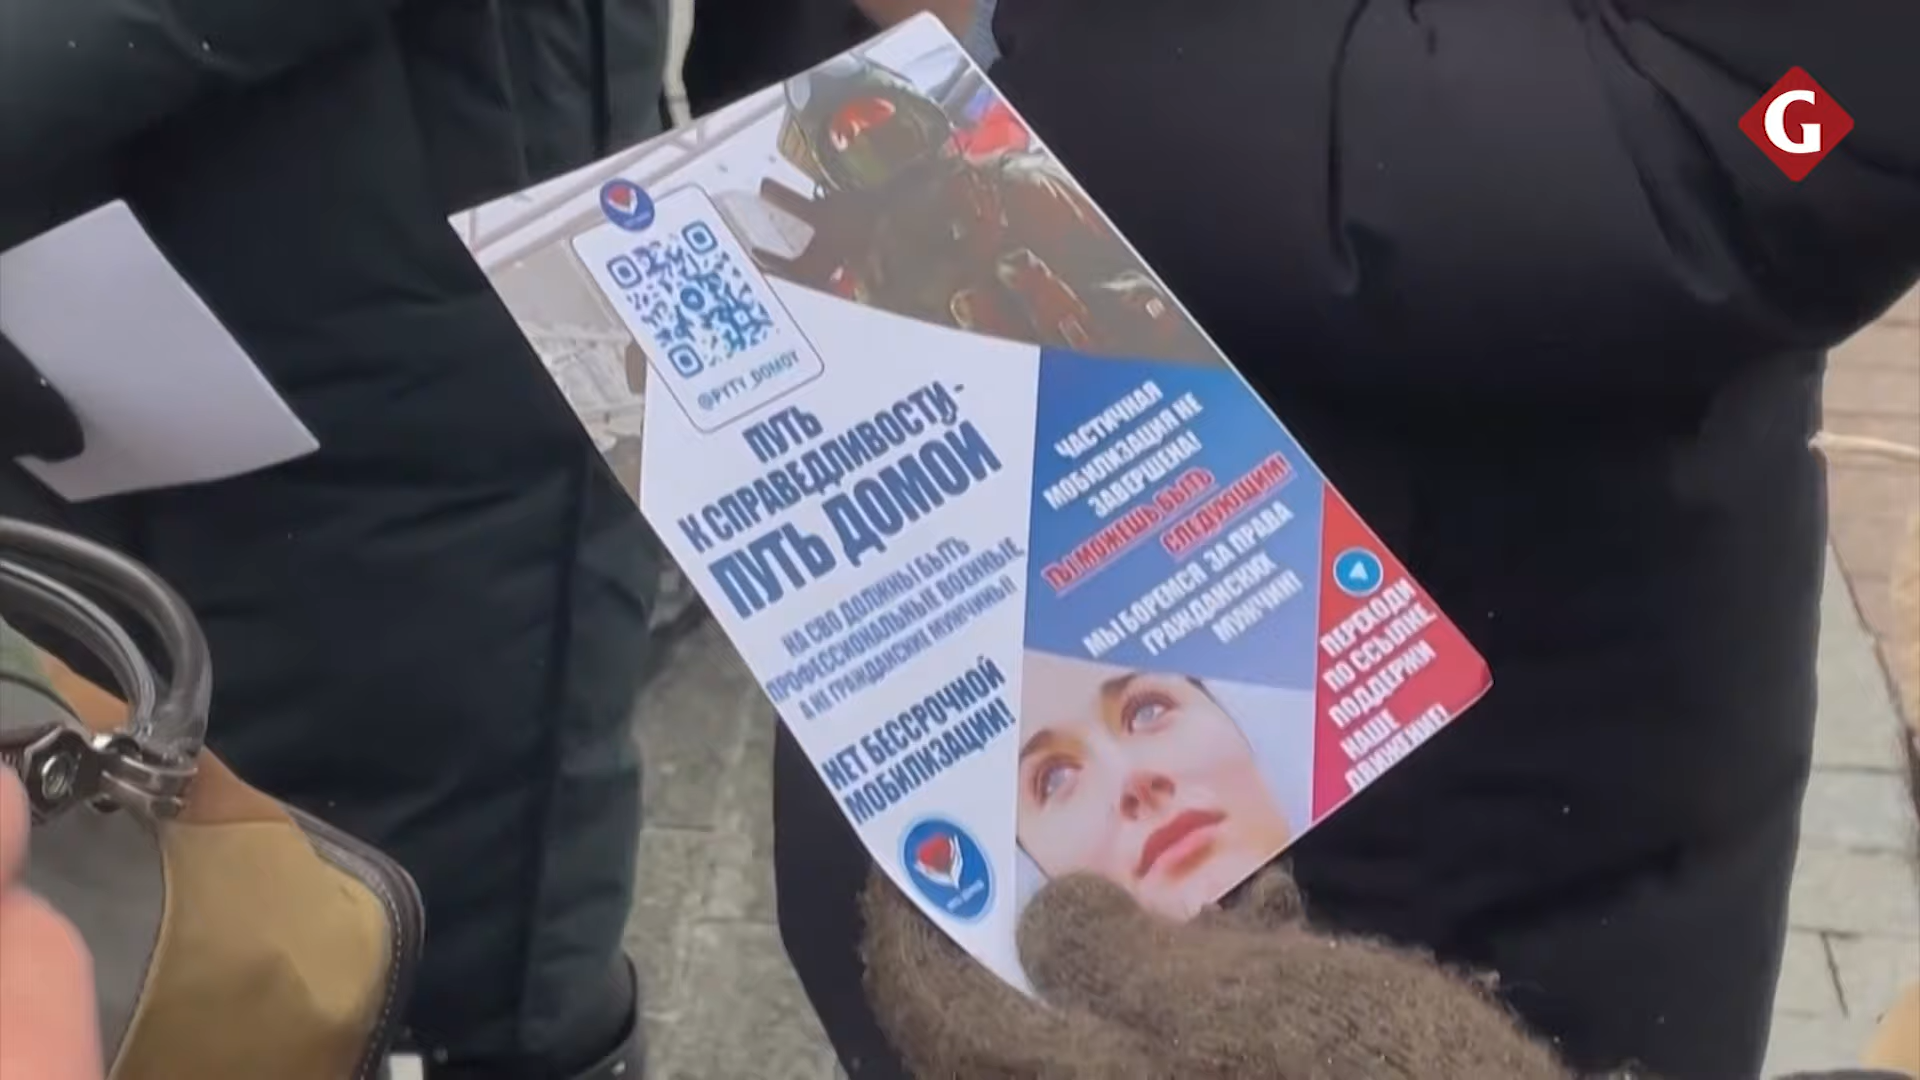 G
@PYTY_DOMOY
ПУТЬ
К СПРАВЕДЛИВОСТИ -
ПУТЬ ДОМОЙ
НА СВО ДОЛЖНЫ БЫТЬ
ПРОФЕССИОНАЛЬНЫЕ ВОЕННЫЕ,
А НЕ ГРАЖДАНСКИЕ МУЖЧИНЫ!!
НЕТ БЕССРОЧНОЙ
МОБИЛИЗАЦИИ!
ЧАСТИЧНАЯ
МОБИЛИЗАЦИЯ НЕ
ЗАВЕРШЕНА!
ТЫ МОЖЕШЬ БЫТЬ
СЛЕДУЮЩИМ!
МЫ БОРЕМСЯ ЗА ПРАВА
ГРАЖДАНСКИХ
МУЖЧИН!
ПЕРЕХОДИ
ПО ССЫЛКЕ
ПОДДЕРЖИ
НАШЕ
ДВИЖЕНИЕ!